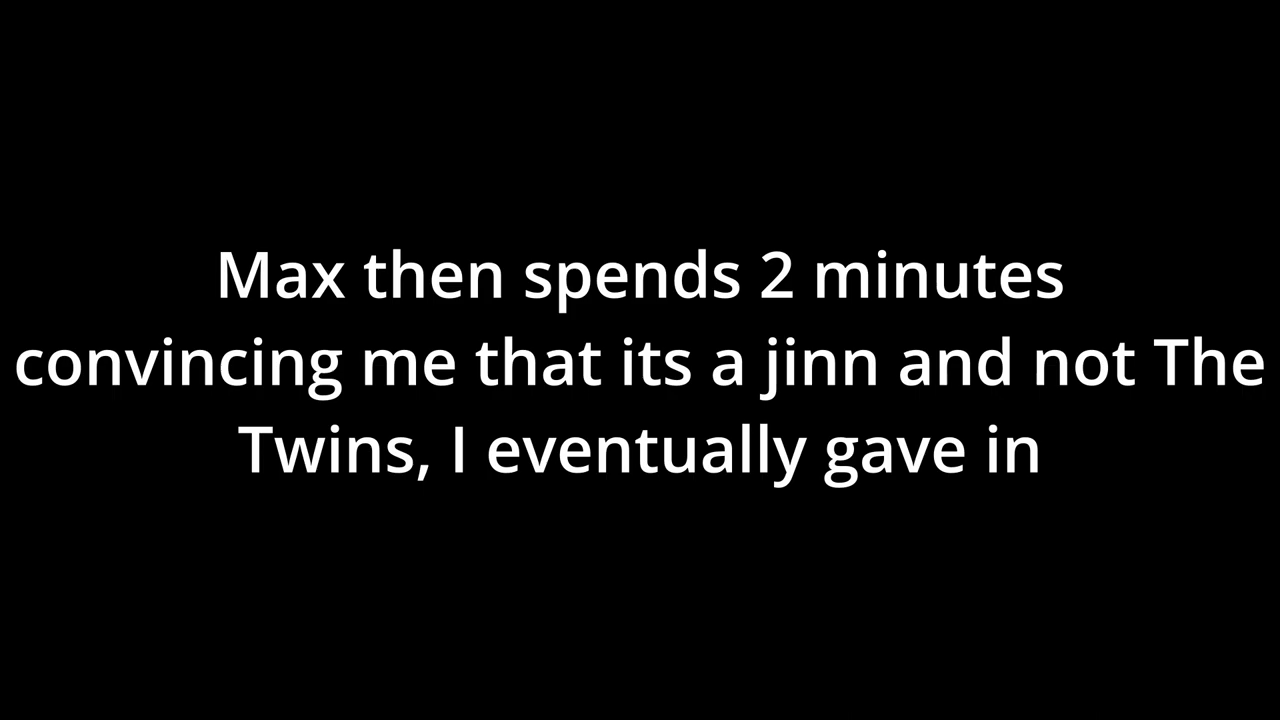 Max then spends 2 minutes
convincing me that its a jinn and not The
Twins, I eventually gave in